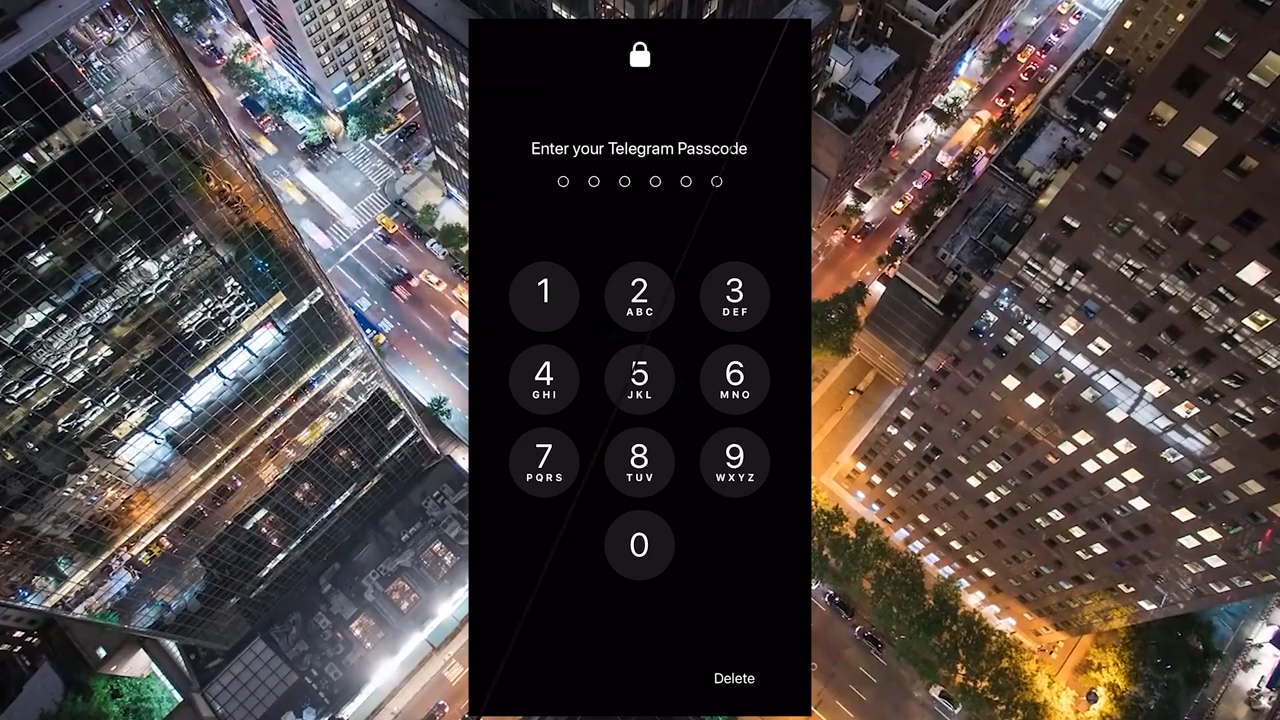 Enter your Telegram Passcode
1
2
ABC
3
DEF
4
GHI
5
JKL
6
MNO
7
PQRS
8
TUV
9
WXYZ
0
Delete